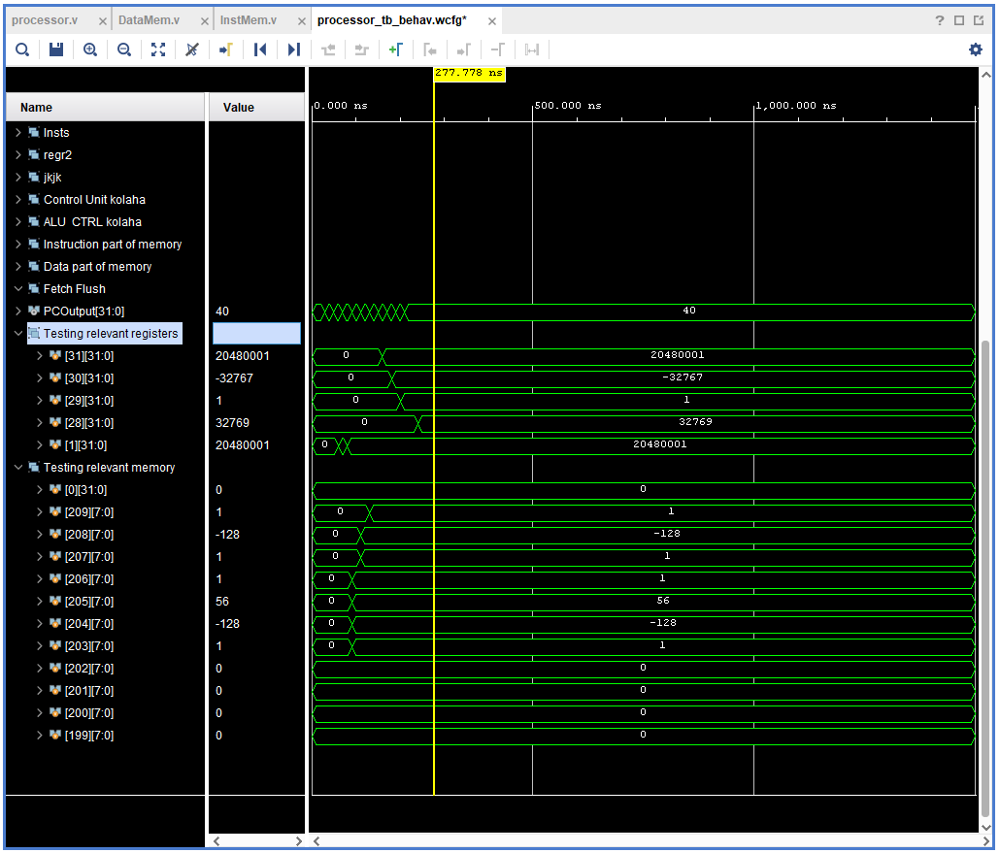 processor.v × DataMem.v × InstMem.v × processor_tb_behav.wcfg* ×
277.778 ns
Name Value 0.000 ns 500.000 ns 1,000.000 ns
Insts
regr2
jkjk
Control Unit kolaha
ALU CTRL kolaha
Instruction part of memory
Data part of memory
Fetch Flush
PCOutput[31:0] 40 40
Testing relevant registers
[31][31:0] 20480001 0 20480001
[30][31:0] -32767 0 -32767
[29][31:0] 1 0 1
[28][31:0] 32769 0 32769
[1][31:0] 20480001 0 20480001
Testing relevant memory
[0][31:0] 0 0
[209][7:0] 1 0 1
[208][7:0] -128 0 -128
[207][7:0] 1 0 1
[206][7:0] 1 0 1
[205][7:0] 56 0 56
[204][7:0] -128 0 -128
[203][7:0] 1 0 1
[202][7:0] 0 0
[201][7:0] 0 0
[200][7:0] 0 0
[199][7:0] 0 0